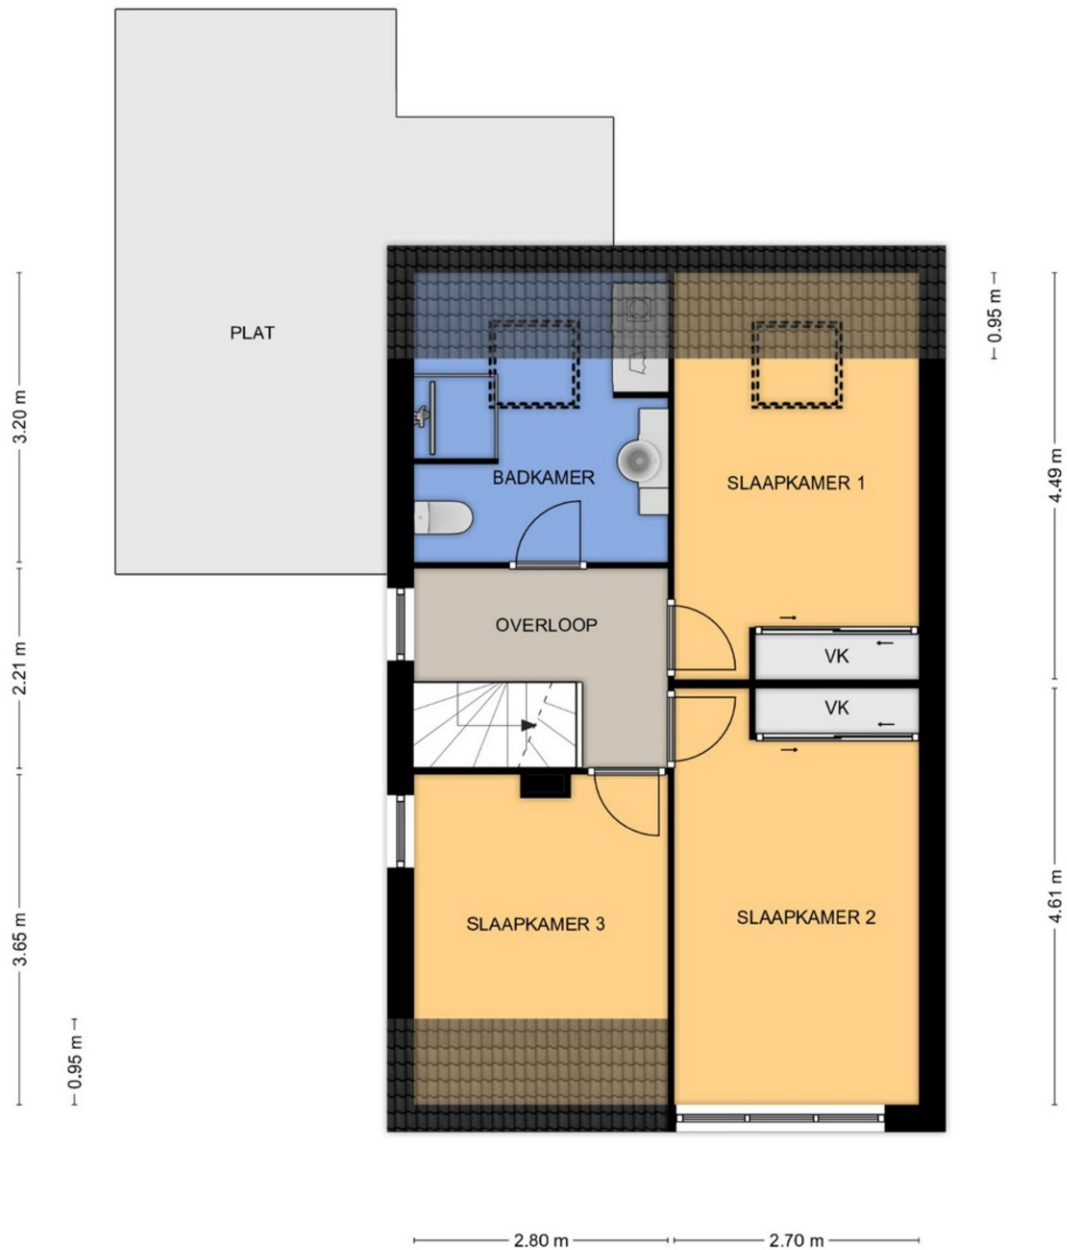 PLAT
0.95 m
3.20 m
4.49 m
BADKAMER
SLAAPKAMER 1
OVERLOOP
VK
2.21 m
VK
4.61 m
SLAAPKAMER 3
SLAAPKAMER 2
3.65 m
0.95 m
2.80 m
2.70 m